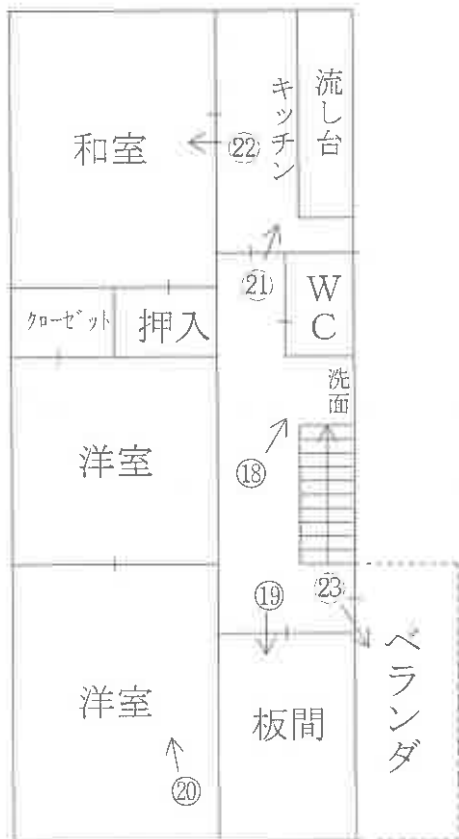 和室
キッチン
流し台
㉒
㉑
WC
クローゼット
押入
洗面
洋室
⑱
⑲
㉓
洋室
板間
ベランダ
⑳